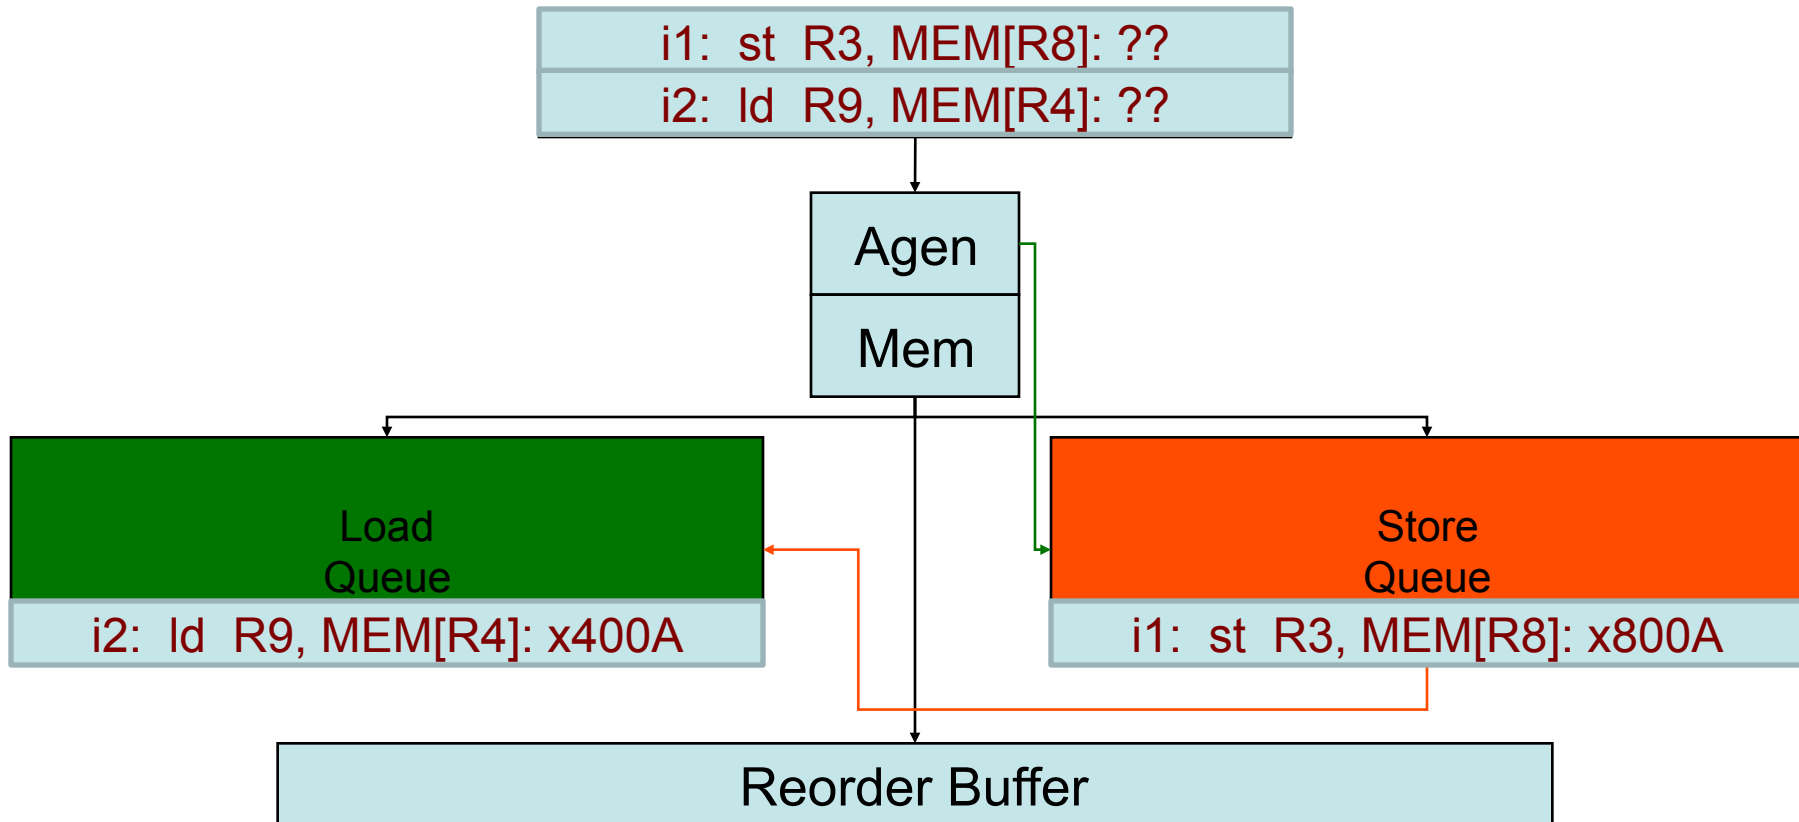 i1: st R3, MEM[R8]: ??
i2: ld R9, MEM[R4]: ??
Agen
Mem
Load
Queue
i2: ld R9, MEM[R4]: x400A
Store
Queue
i1: st R3, MEM[R8]: x800A
Reorder Buffer